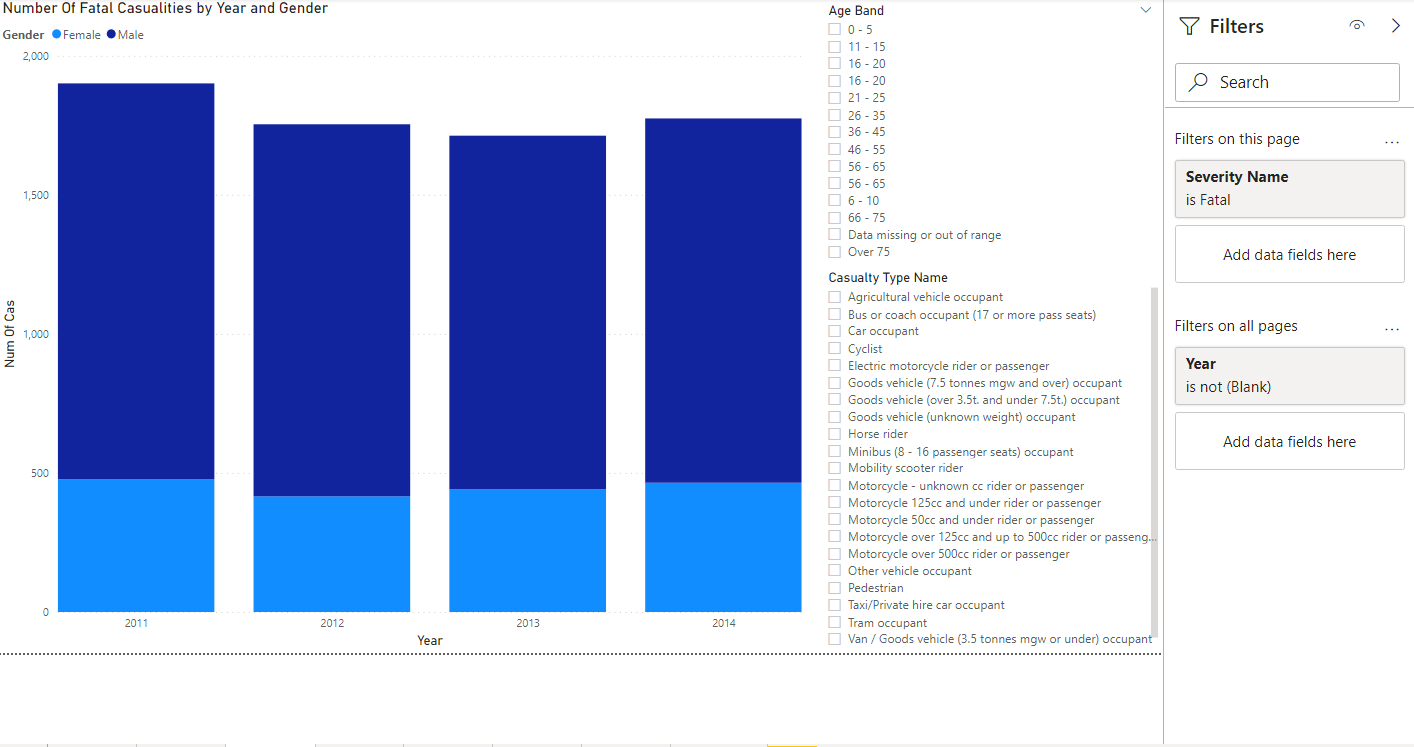 Number Of Fatal Casualities by Year and Gender
Gender Female Male
2,000
1,500
1,000
500
0
Num Of Cas
2011 2012 2013 2014
Year
Age Band
0 - 5
11 - 15
16 - 20
16 - 20
21 - 25
26 - 35
36 - 45
46 - 55
56 - 65
56 - 65
6 - 10
66 - 75
Data missing or out of range
Over 75
Casualty Type Name
Agricultural vehicle occupant
Bus or coach occupant (17 or more pass seats)
Car occupant
Cyclist
Electric motorcycle rider or passenger
Goods vehicle (7.5 tonnes mgw and over) occupant
Goods vehicle (over 3.5t. and under 7.5t.) occupant
Goods vehicle (unknown weight) occupant
Horse rider
Minibus (8 - 16 passenger seats) occupant
Mobility scooter rider
Motorcycle - unknown cc rider or passenger
Motorcycle 125cc and under rider or passenger
Motorcycle 50cc and under rider or passenger
Motorcycle over 125cc and up to 500cc rider or passeng...
Motorcycle over 500cc rider or passenger
Other vehicle occupant
Pedestrian
Taxi/Private hire car occupant
Tram occupant
Van / Goods vehicle (3.5 tonnes mgw or under) occupant
Filters
Search
Filters on this page ...
Severity Name
is Fatal
Add data fields here
Filters on all pages ...
Year
is not (Blank)
Add data fields here